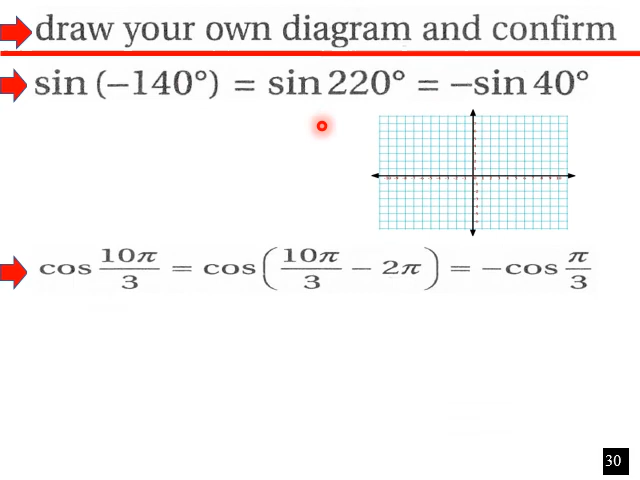 draw your own diagram and confirm
sin (−140°) = sin 220° = −sin 40°
cos 10π/3 = cos(10π/3 − 2π) = −cos π/3
30